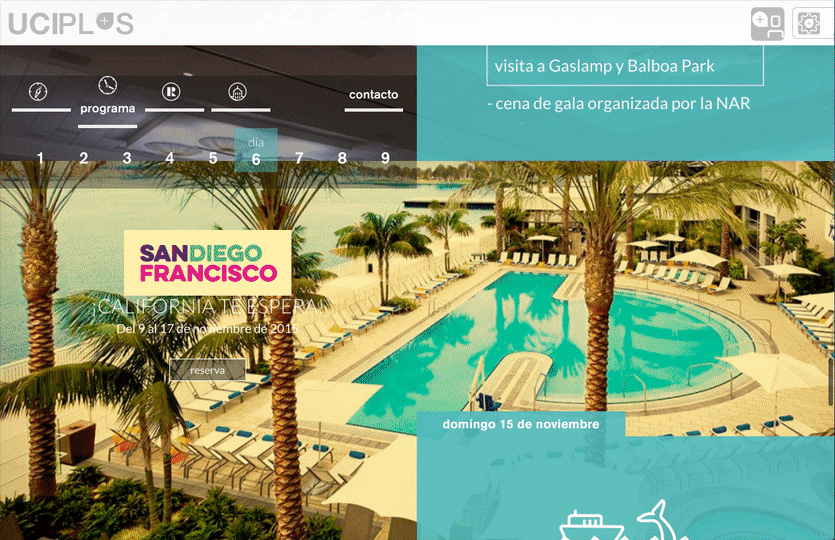 UCIPLUS
visita a Gaslamp y Balboa Park
- cena de gala organizada por la NAR
programa
contacto
día
1 2 3 4 5 6 7 8 9
SANDIEGO
FRANCISCO
¡CALIFORNIA TE ESPERA!
Del 9 al 17 de noviembre de 2015
reserva
domingo 15 de noviembre